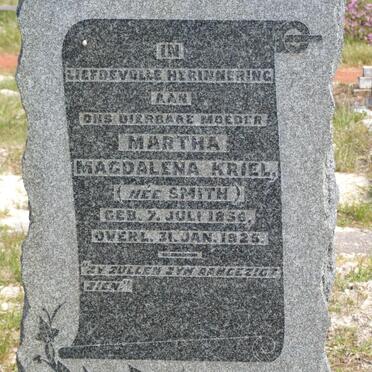 IN
LIEFDEVOLLE HERINNERING
AAN
ONS DIERBARE MOEDER
MARTHA
MAGDALENA KRIEL,
(NÉE SMITH)
GEB. 7. JULI 1856.
OVERL. 31. JAN. 1925.
"ZY ZULLEN ZYN AANGEZIGT
ZIEN"